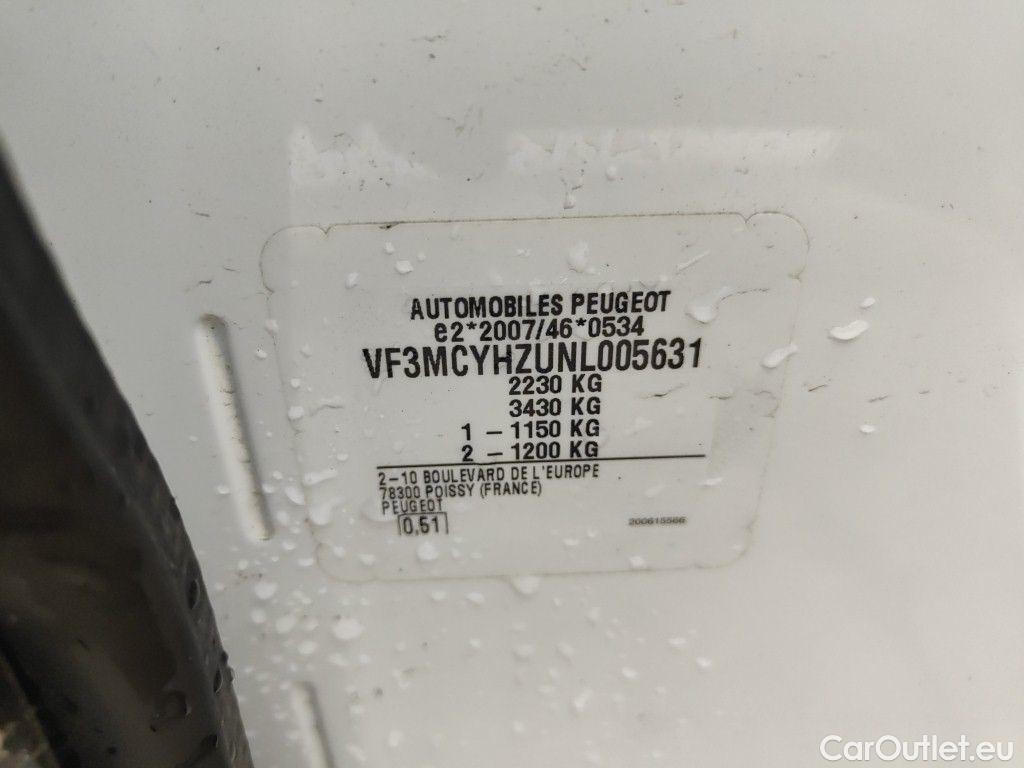 AUTOMOBILES PEUGEOT
e2*2007/46*0534
VF3MCYHZUNL005631
2230 KG
3430 KG
1 - 1150 KG
2 - 1200 KG
2-10 BOULEVARD DE L'EUROPE
78300 POISSY (FRANCE)
PEUGEOT
0,51
200615566
CarOutlet.eu